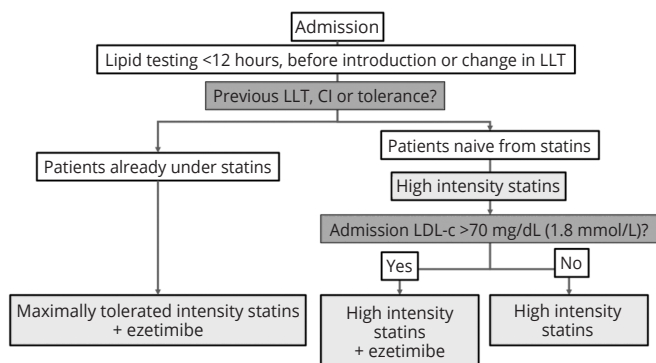 Admission
Lipid testing <12 hours, before introduction or change in LLT
Previous LLT, CI or tolerance?
Patients already under statins
Patients naive from statins
High intensity statins
Admission LDL-c >70 mg/dL (1.8 mmol/L)?
Yes
No
Maximally tolerated intensity statins
+ ezetimibe
High intensity
statins
+ ezetimibe
High intensity
statins